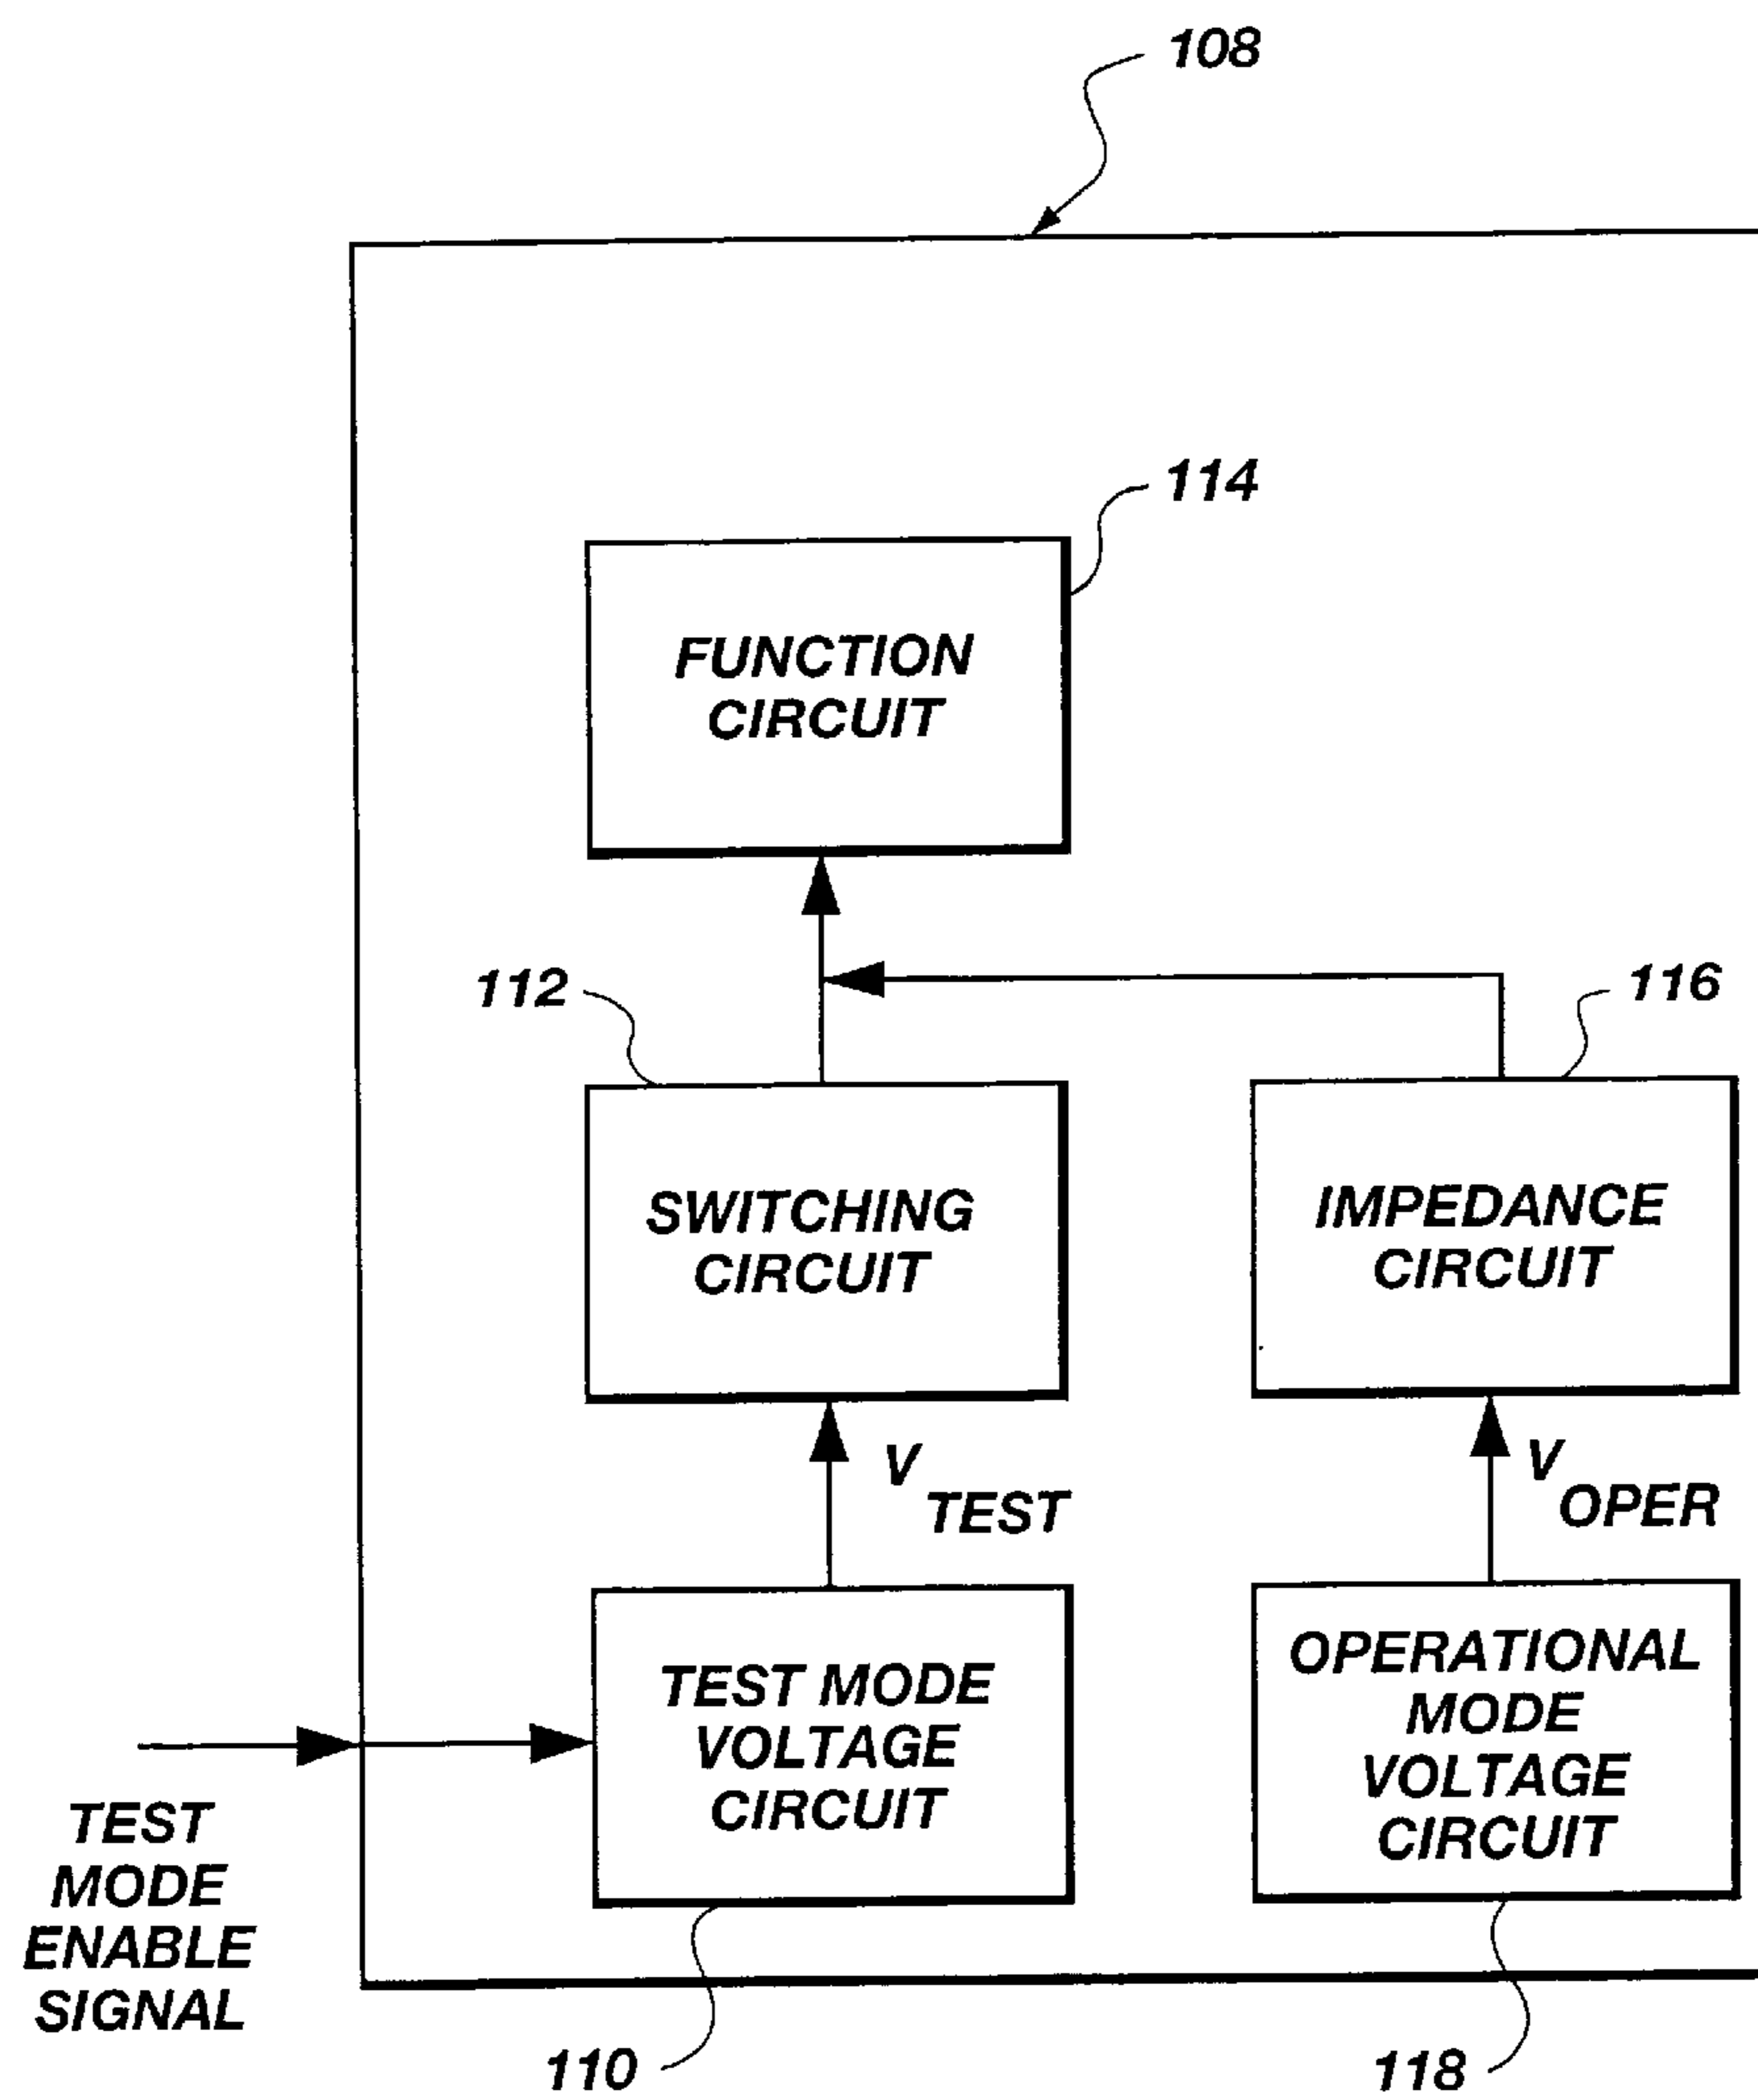 108
114
FUNCTION
CIRCUIT
112
116
SWITCHING
CIRCUIT
IMPEDANCE
CIRCUIT
V TEST
V OPER
TEST MODE
VOLTAGE
CIRCUIT
OPERATIONAL
MODE
VOLTAGE
CIRCUIT
TEST
MODE
ENABLE
SIGNAL
110
118